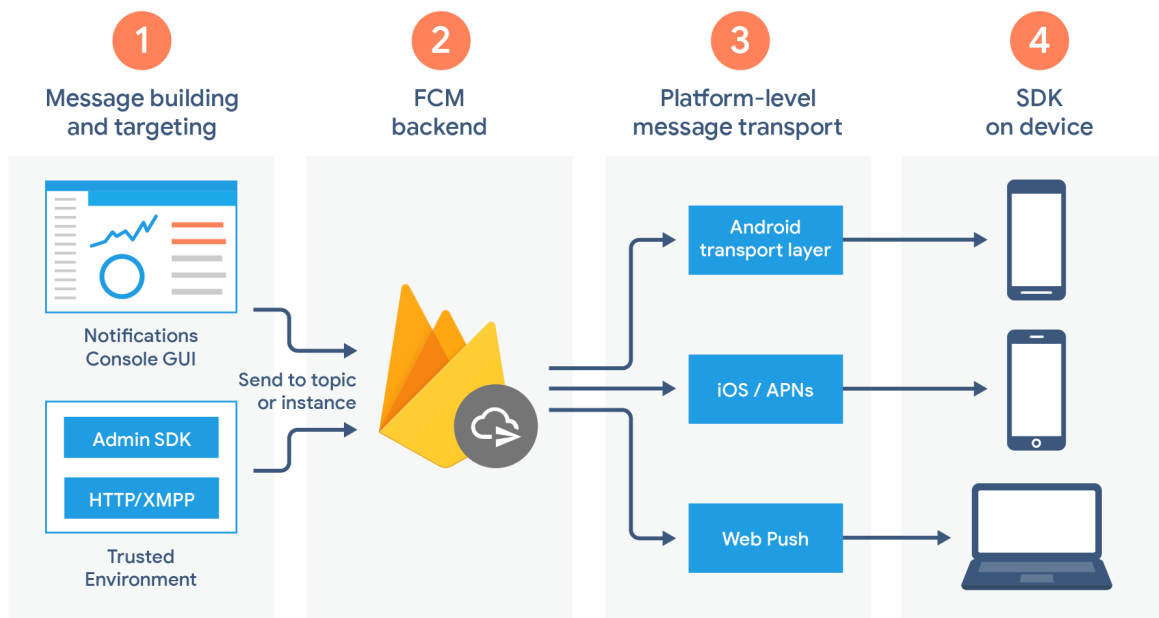 1
Message building
and targeting
2
FCM
backend
3
Platform-level
message transport
4
SDK
on device
Notifications
Console GUI
Send to topic
or instance
Admin SDK
HTTP/XMPP
Trusted
Environment
Android
transport layer
iOS / APNs
Web Push